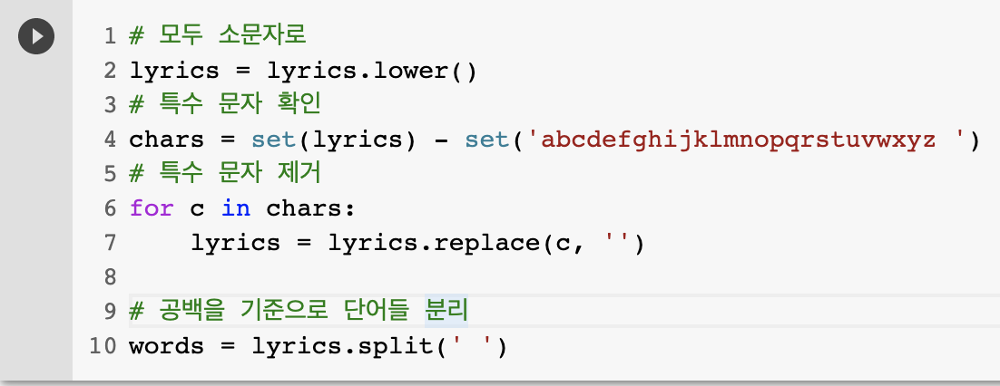 1 # 모두 소문자로
2 lyrics = lyrics.lower()
3 # 특수 문자 확인
4 chars = set(lyrics) - set('abcdefghijklmnopqrstuvwxyz ')
5 # 특수 문자 제거
6 for c in chars:
7     lyrics = lyrics.replace(c, '')
8
9 # 공백을 기준으로 단어들 분리
10 words = lyrics.split(' ')